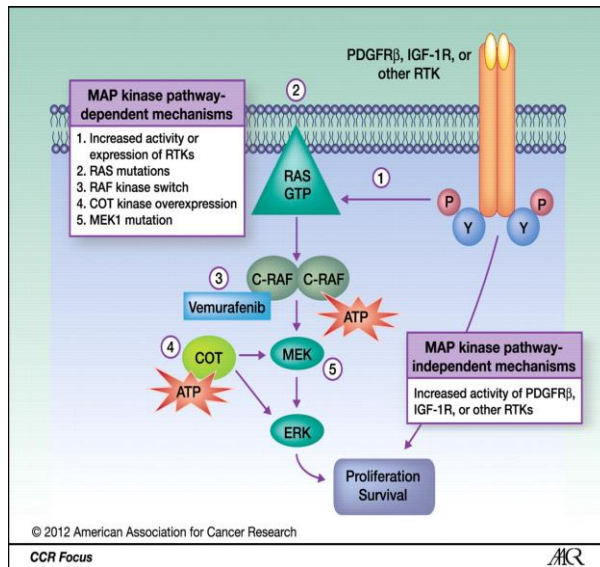 PDGFRβ, IGF-1R, or
other RTK
MAP kinase pathway-
dependent mechanisms
1. Increased activity or
expression of RTKs
2. RAS mutations
3. RAF kinase switch
4. COT kinase overexpression
5. MEK1 mutation
2
RAS
GTP
1
P
P
Y
Y
3
C-RAF
C-RAF
Vemurafenib
ATP
4
COT
MEK
5
ATP
ERK
MAP kinase pathway-
independent mechanisms
Increased activity of PDGFRβ,
IGF-1R, or other RTKs
Proliferation
Survival
© 2012 American Association for Cancer Research
CCR Focus
AACR